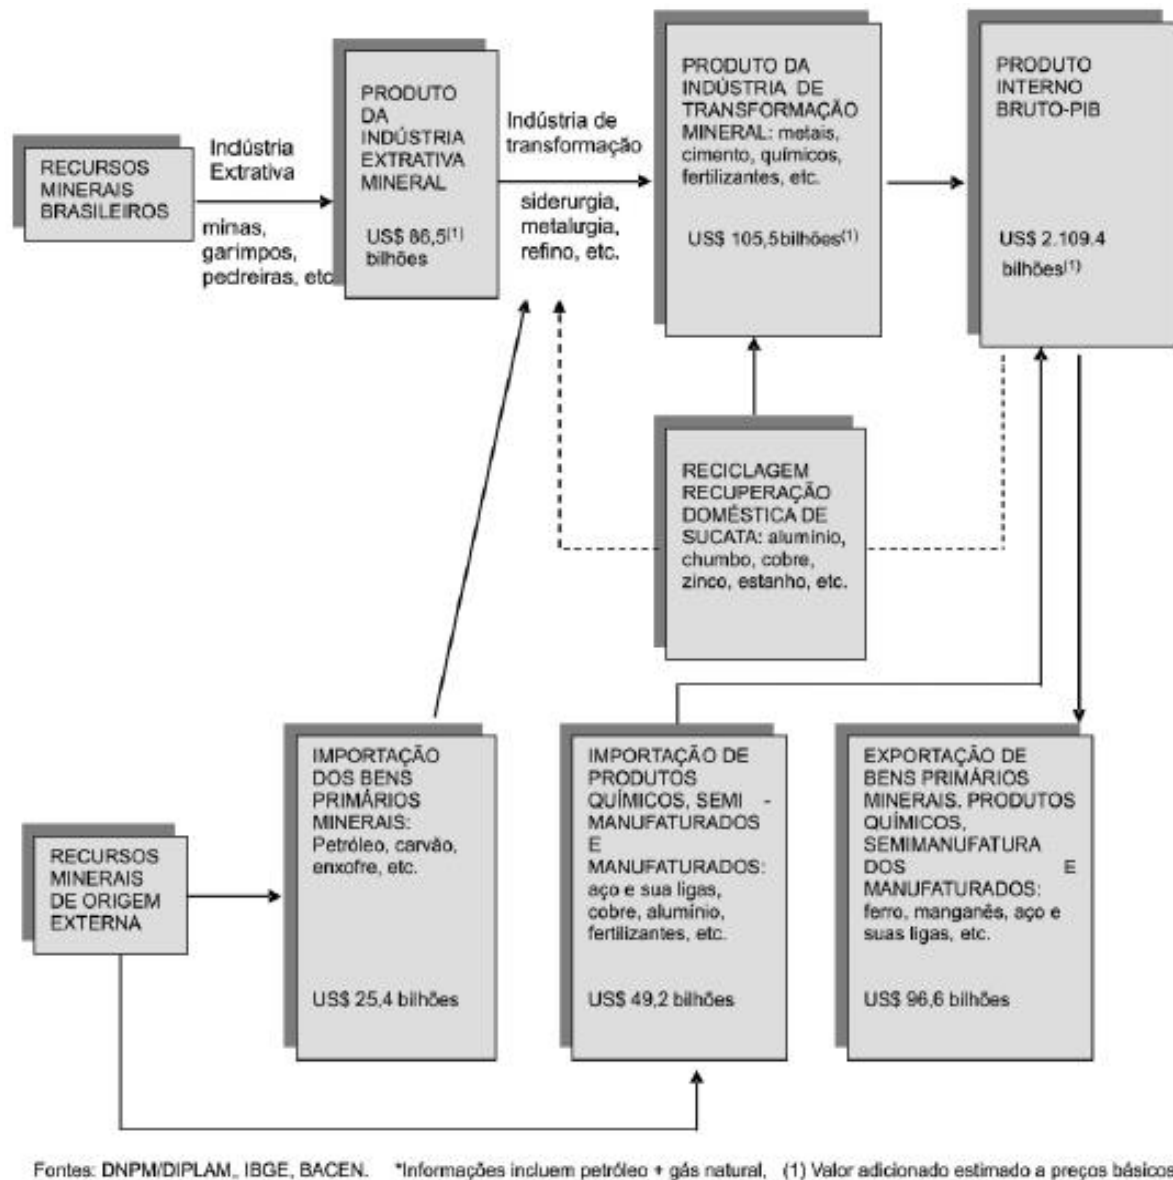 RECURSOS
MINERAIS
BRASILEIROS
Indústria
Extrativa
minas,
garimpos,
pedreiras, etc
PRODUTO
DA
INDÚSTRIA
EXTRATIVA
MINERAL
US$ 86,5(1)
bilhões
Indústria de
transformação
siderurgia,
metalurgia,
refino, etc.
PRODUTO DA
INDÚSTRIA DE
TRANSFORMAÇÃO
MINERAL: metais,
cimento, químicos,
fertilizantes, etc.
US$ 105,5bilhões(1)
PRODUTO
INTERNO
BRUTO-PIB
US$ 2.109.4
bilhões(1)
RECICLAGEM
RECUPERAÇÃO
DOMÉSTICA DE
SUCATA: alumínio,
chumbo, cobre,
zinco, estanho, etc.
RECURSOS
MINERAIS
DE ORIGEM
EXTERNA
IMPORTAÇÃO
DOS BENS
PRIMÁRIOS
MINERAIS:
Petróleo, carvão,
enxofre, etc.
US$ 25,4 bilhões
IMPORTAÇÃO DE
PRODUTOS
QUÍMICOS, SEMI -
MANUFATURADOS
E
MANUFATURADOS:
aço e sua ligas,
cobre, alumínio,
fertilizantes, etc.
US$ 49,2 bilhões
EXPORTAÇÃO DE
BENS PRIMÁRIOS
MINERAIS. PRODUTOS
QUÍMICOS,
SEMIMANUFATURA
DOS E
MANUFATURADOS:
ferro, manganês, aço e
suas ligas, etc.
US$ 96,6 bilhões
Fontes: DNPM/DIPLAM, IBGE, BACEN. *Informações incluem petróleo + gás natural, (1) Valor adicionado estimado a preços básicos